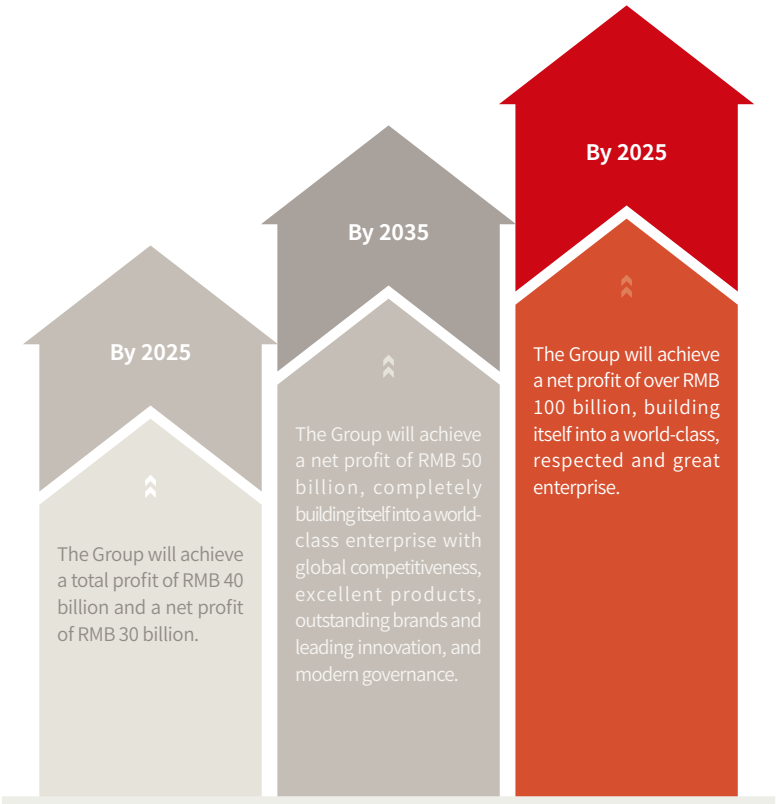 By 2025
The Group will achieve
a total profit of RMB 40
billion and a net profit
of RMB 30 billion.
By 2035
The Group will achieve
a net profit of RMB 50
billion, completely
building itself into a world-
class enterprise with
global competitiveness,
excellent products,
outstanding brands and
leading innovation, and
modern governance.
By 2025
The Group will achieve
a net profit of over RMB
100 billion, building
itself into a world-class,
respected and great
enterprise.